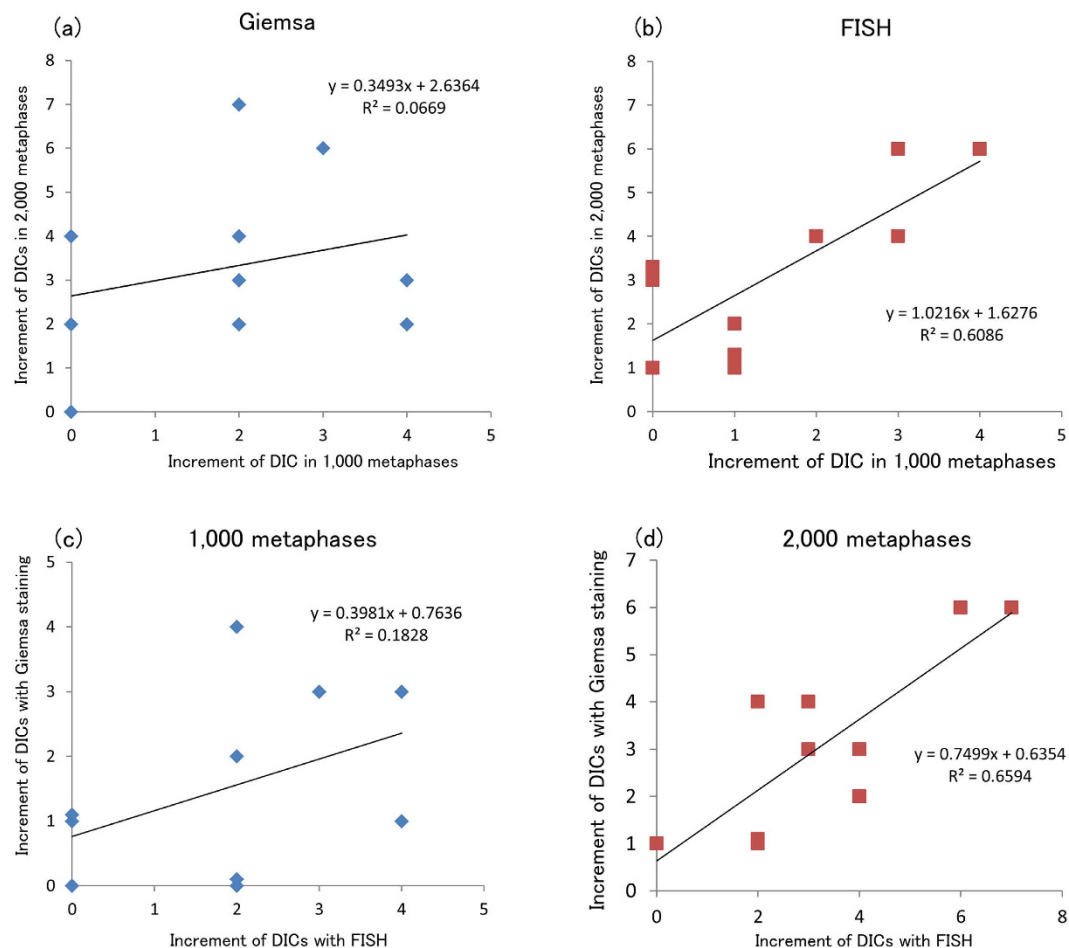 (a)
Giemsa
8
7
6
5
4
3
2
1
0
Increment of DICs in 2,000 metaphases
y = 0.3493x + 2.6364
R² = 0.0669
0 1 2 3 4 5
Increment of DIC in 1,000 metaphases
(b)
FISH
8
7
6
5
4
3
2
1
0
Increment of DICs in 2,000 metaphases
y = 1.0216x + 1.6276
R² = 0.6086
0 1 2 3 4 5
Increment of DIC in 1,000 metaphases
(c)
1,000 metaphases
5
4
3
2
1
0
Increment of DICs with Giemsa staining
y = 0.3981x + 0.7636
R² = 0.1828
0 1 2 3 4 5
Increment of DICs with FISH
(d)
2,000 metaphases
7
6
5
4
3
2
1
0
Increment of DICs with Giemsa staining
y = 0.7499x + 0.6354
R² = 0.6594
0 2 4 6 8
Increment of DICs with FISH